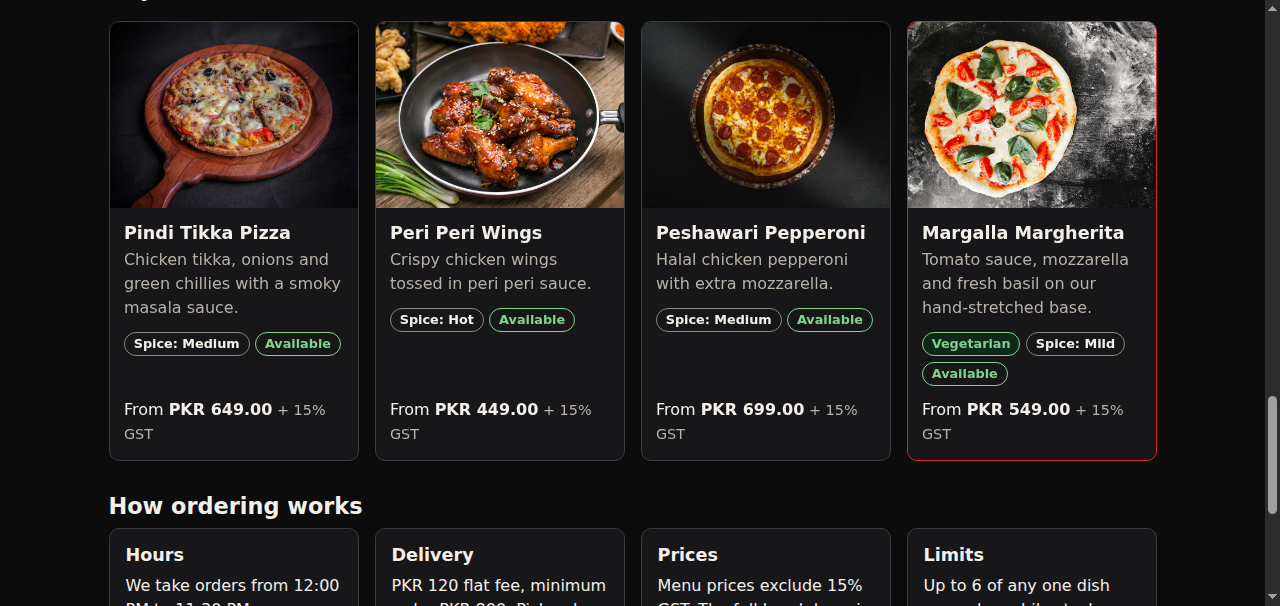 Pindi Tikka Pizza
Chicken tikka, onions and
green chillies with a smoky
masala sauce.
Spice: Medium Available
From PKR 649.00 + 15%
GST
Peri Peri Wings
Crispy chicken wings
tossed in peri peri sauce.
Spice: Hot Available
From PKR 449.00 + 15%
GST
Peshawari Pepperoni
Halal chicken pepperoni
with extra mozzarella.
Spice: Medium Available
From PKR 699.00 + 15%
GST
Margalla Margherita
Tomato sauce, mozzarella
and fresh basil on our
hand-stretched base.
Vegetarian Spice: Mild
Available
From PKR 549.00 + 15%
GST
How ordering works
Hours
We take orders from 12:00
Delivery
PKR 120 flat fee, minimum
Prices
Menu prices exclude 15%
Limits
Up to 6 of any one dish